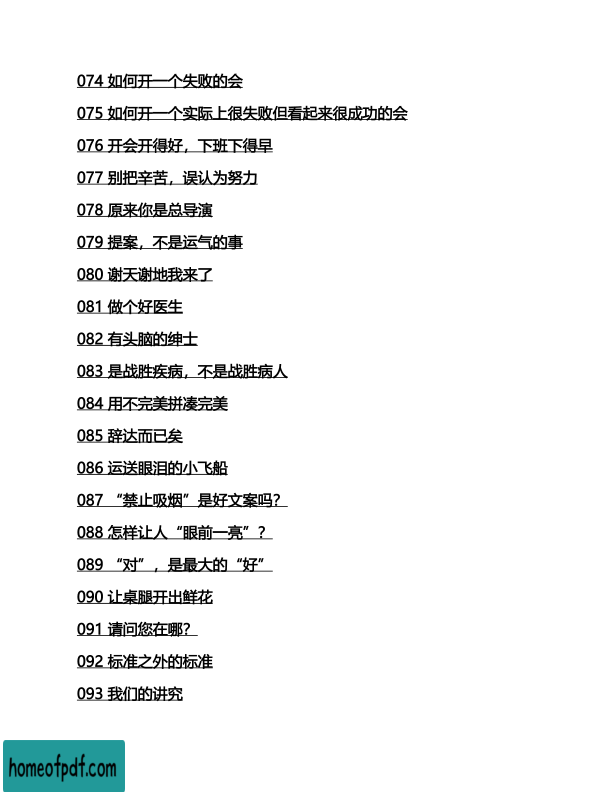 074 如何开一个失败的会
075 如何开一个实际上很失败但看起来很成功的会
076 开会开得好，下班下得早
077 别把辛苦，误认为努力
078 原来你是总导演
079 提案，不是运气的事
080 谢天谢地我来了
081 做个好医生
082 有头脑的绅士
083 是战胜疾病，不是战胜病人
084 用不完美拼凑完美
085 辞达而已矣
086 运送眼泪的小飞船
087 “禁止吸烟”是好文案吗？
088 怎样让人“眼前一亮”？
089 “对”，是最大的“好”
090 让桌腿开出鲜花
091 请问您在哪？
092 标准之外的标准
093 我们的讲究
homeofpdf.com